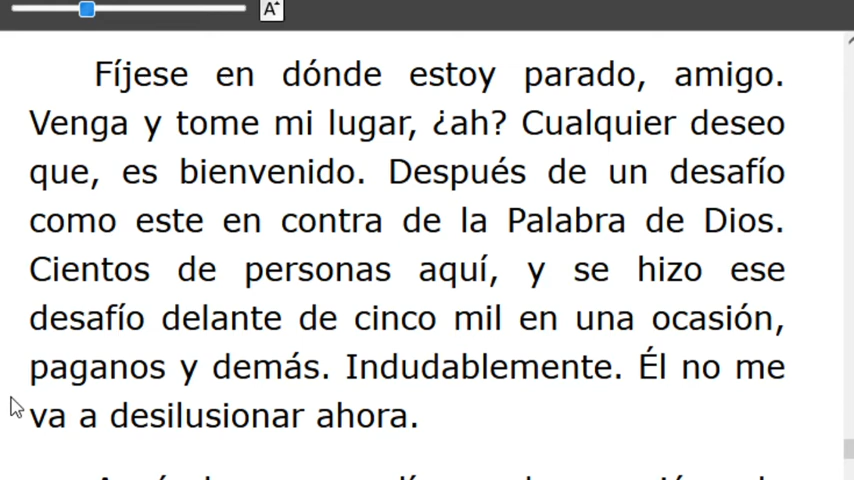 A
Fíjese en dónde estoy parado, amigo.
Venga y tome mi lugar, ¿ah? Cualquier deseo
que, es bienvenido. Después de un desafío
como este en contra de la Palabra de Dios.
Cientos de personas aquí, y se hizo ese
desafío delante de cinco mil en una ocasión,
paganos y demás. Indudablemente. Él no me
va a desilusionar ahora.